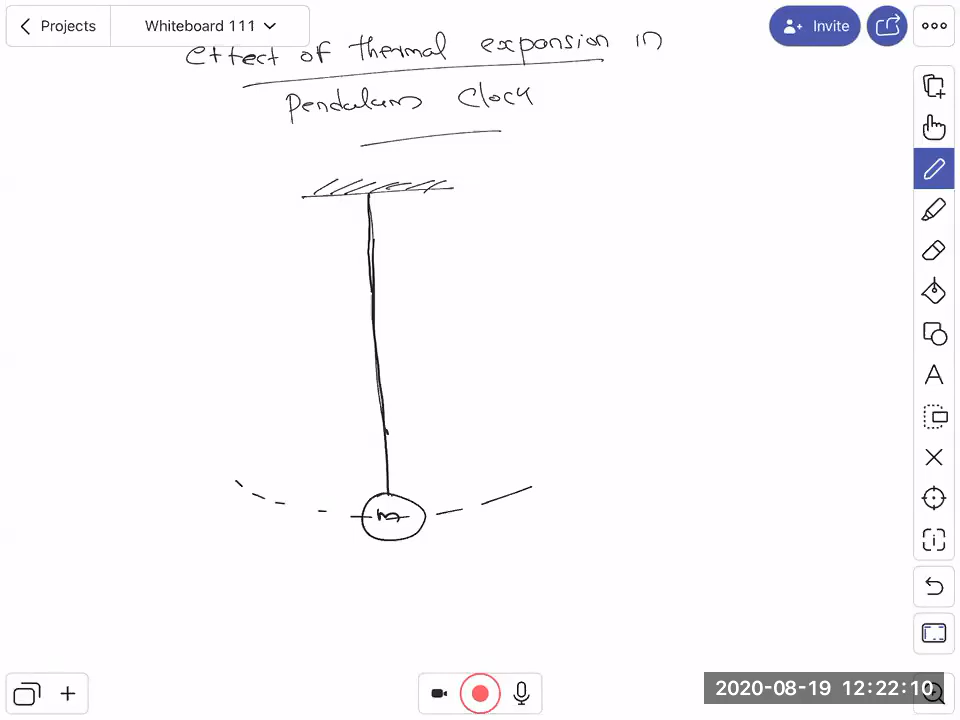 Projects
Whiteboard 111
Invite
effect of thermal expansion in
Pendulum Clock
m
A
2020-08-19 12:22:10